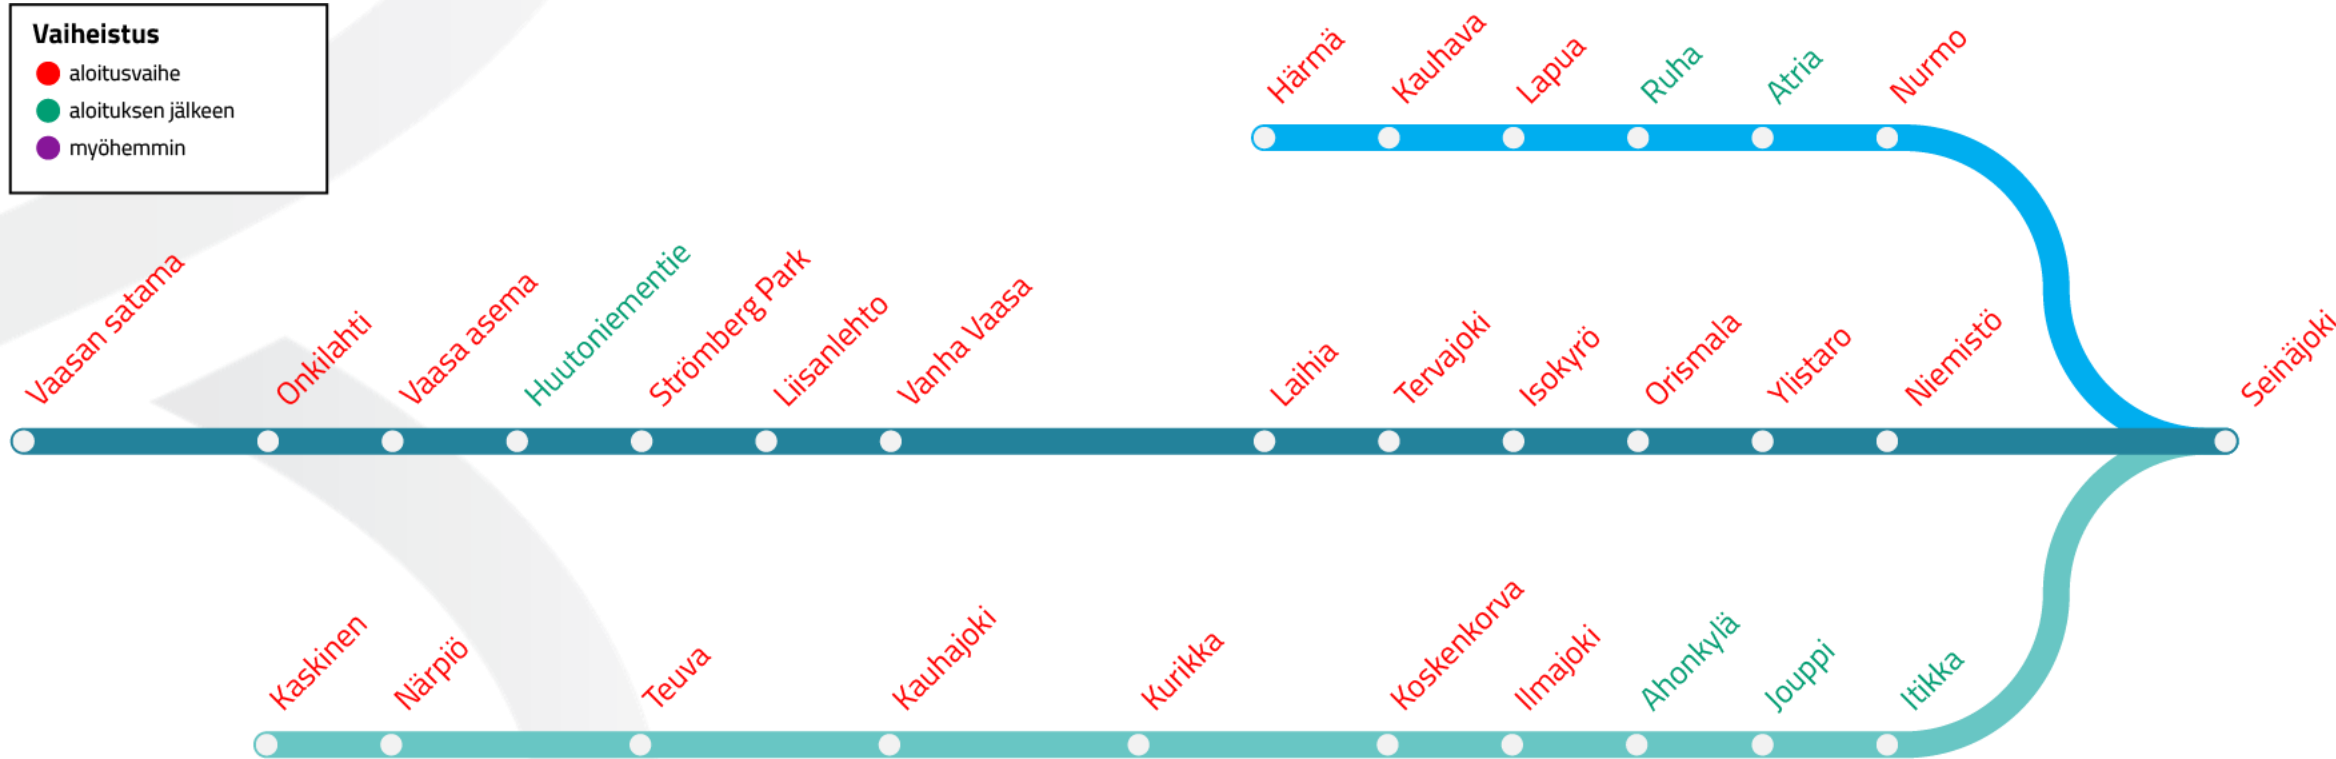 Vaiheistus
aloitusvaihe
aloituksen jälkeen
myöhemmin
Härmä
Kauhava
Lapua
Ruha
Atria
Nurmo
Vaasan satama
Onkilahti
Vaasa asema
Huutoniementie
Strömberg Park
Liisanlehto
Vanha Vaasa
Laihia
Tervajoki
Isokyrö
Orismala
Ylistaro
Niemistö
Seinäjoki
Kaskinen
Närpiö
Teuva
Kauhajoki
Kurikka
Koskenkorva
Ilmajoki
Ahonkylä
Jouppi
Itikka